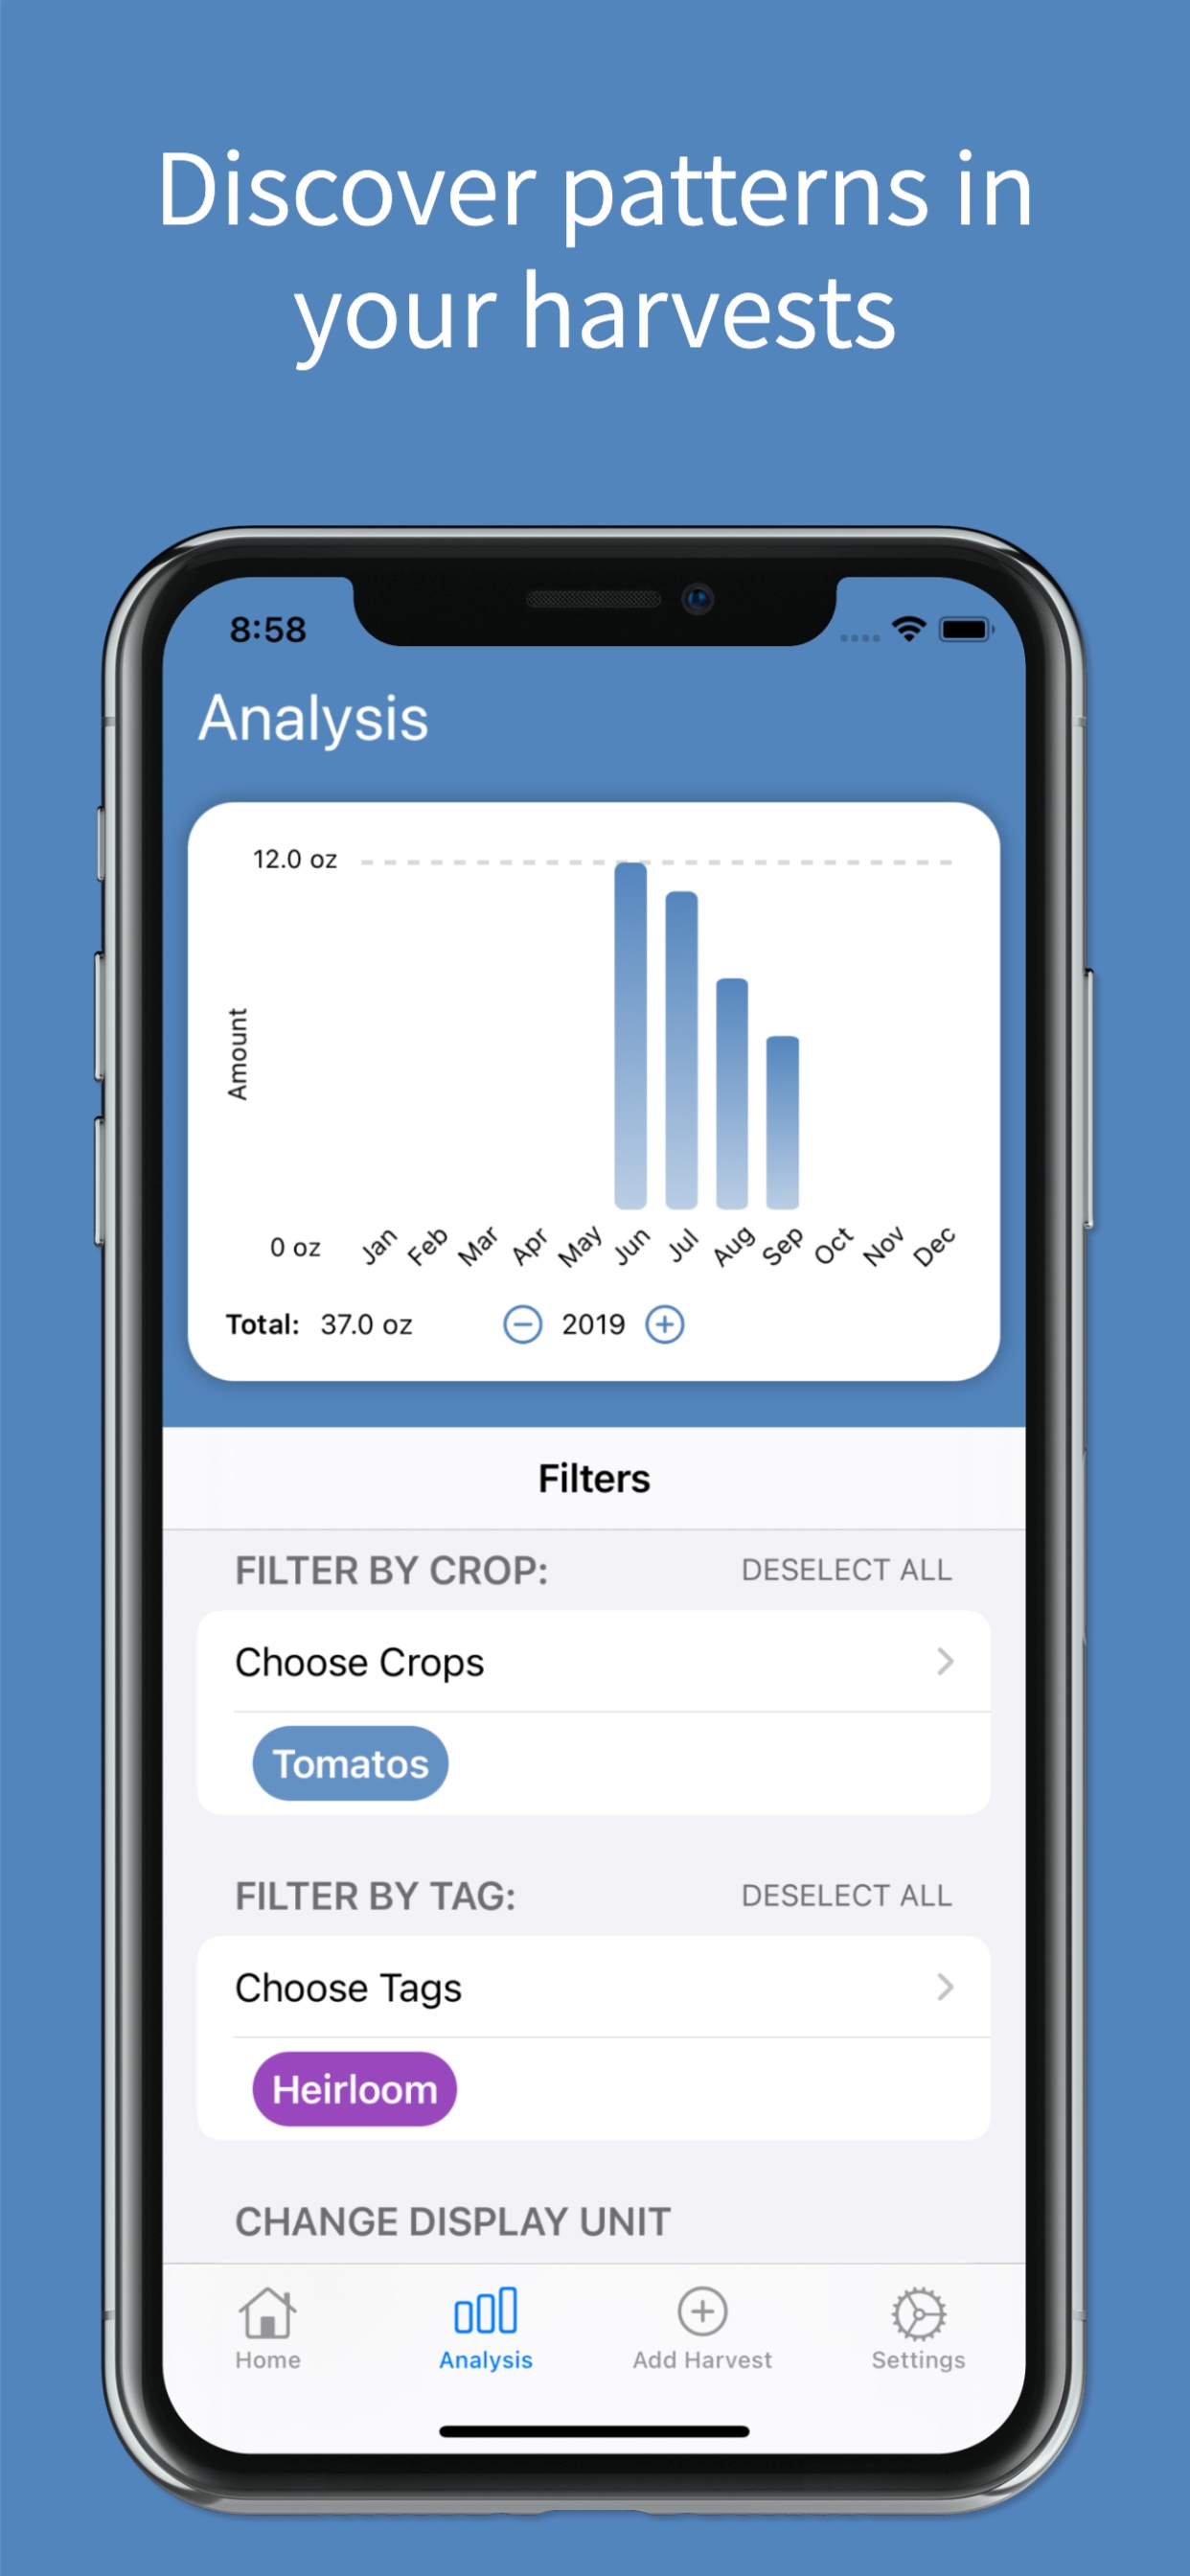 Discover patterns in
your harvests
8:58
Analysis
12.0 oz
Amount
0 oz
Jan Feb Mar Apr May Jun Jul Aug Sep Oct Nov Dec
Total: 37.0 oz 2019
Filters
FILTER BY CROP: DESELECT ALL
Choose Crops
Tomatos
FILTER BY TAG: DESELECT ALL
Choose Tags
Heirloom
CHANGE DISPLAY UNIT
Home Analysis Add Harvest Settings